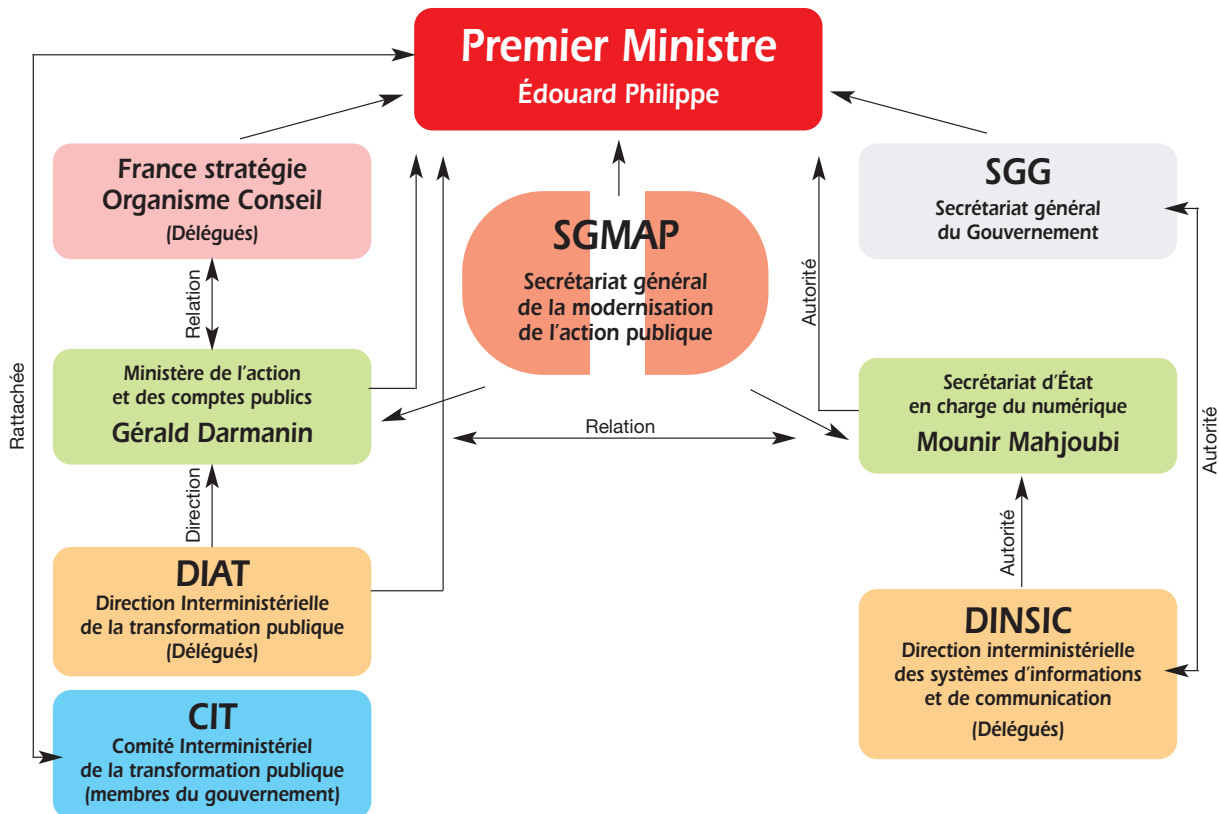 Premier Ministre
Édouard Philippe
France stratégie
Organisme Conseil
(Délégués)
SGMAP
Secrétariat général
de la modernisation
de l'action publique
SGG
Secrétariat général
du Gouvernement
Rattachée
Relation
Autorité
Autorité
Ministère de l'action
et des comptes publics
Gérald Darmanin
Relation
Secrétariat d'État
en charge du numérique
Mounir Mahjoubi
Direction
Autorité
DIAT
Direction Interministérielle
de la transformation publique
(Délégués)
DINSIC
Direction interministérielle
des systèmes d'informations
et de communication
(Délégués)
CIT
Comité Interministériel
de la transformation publique
(membres du gouvernement)